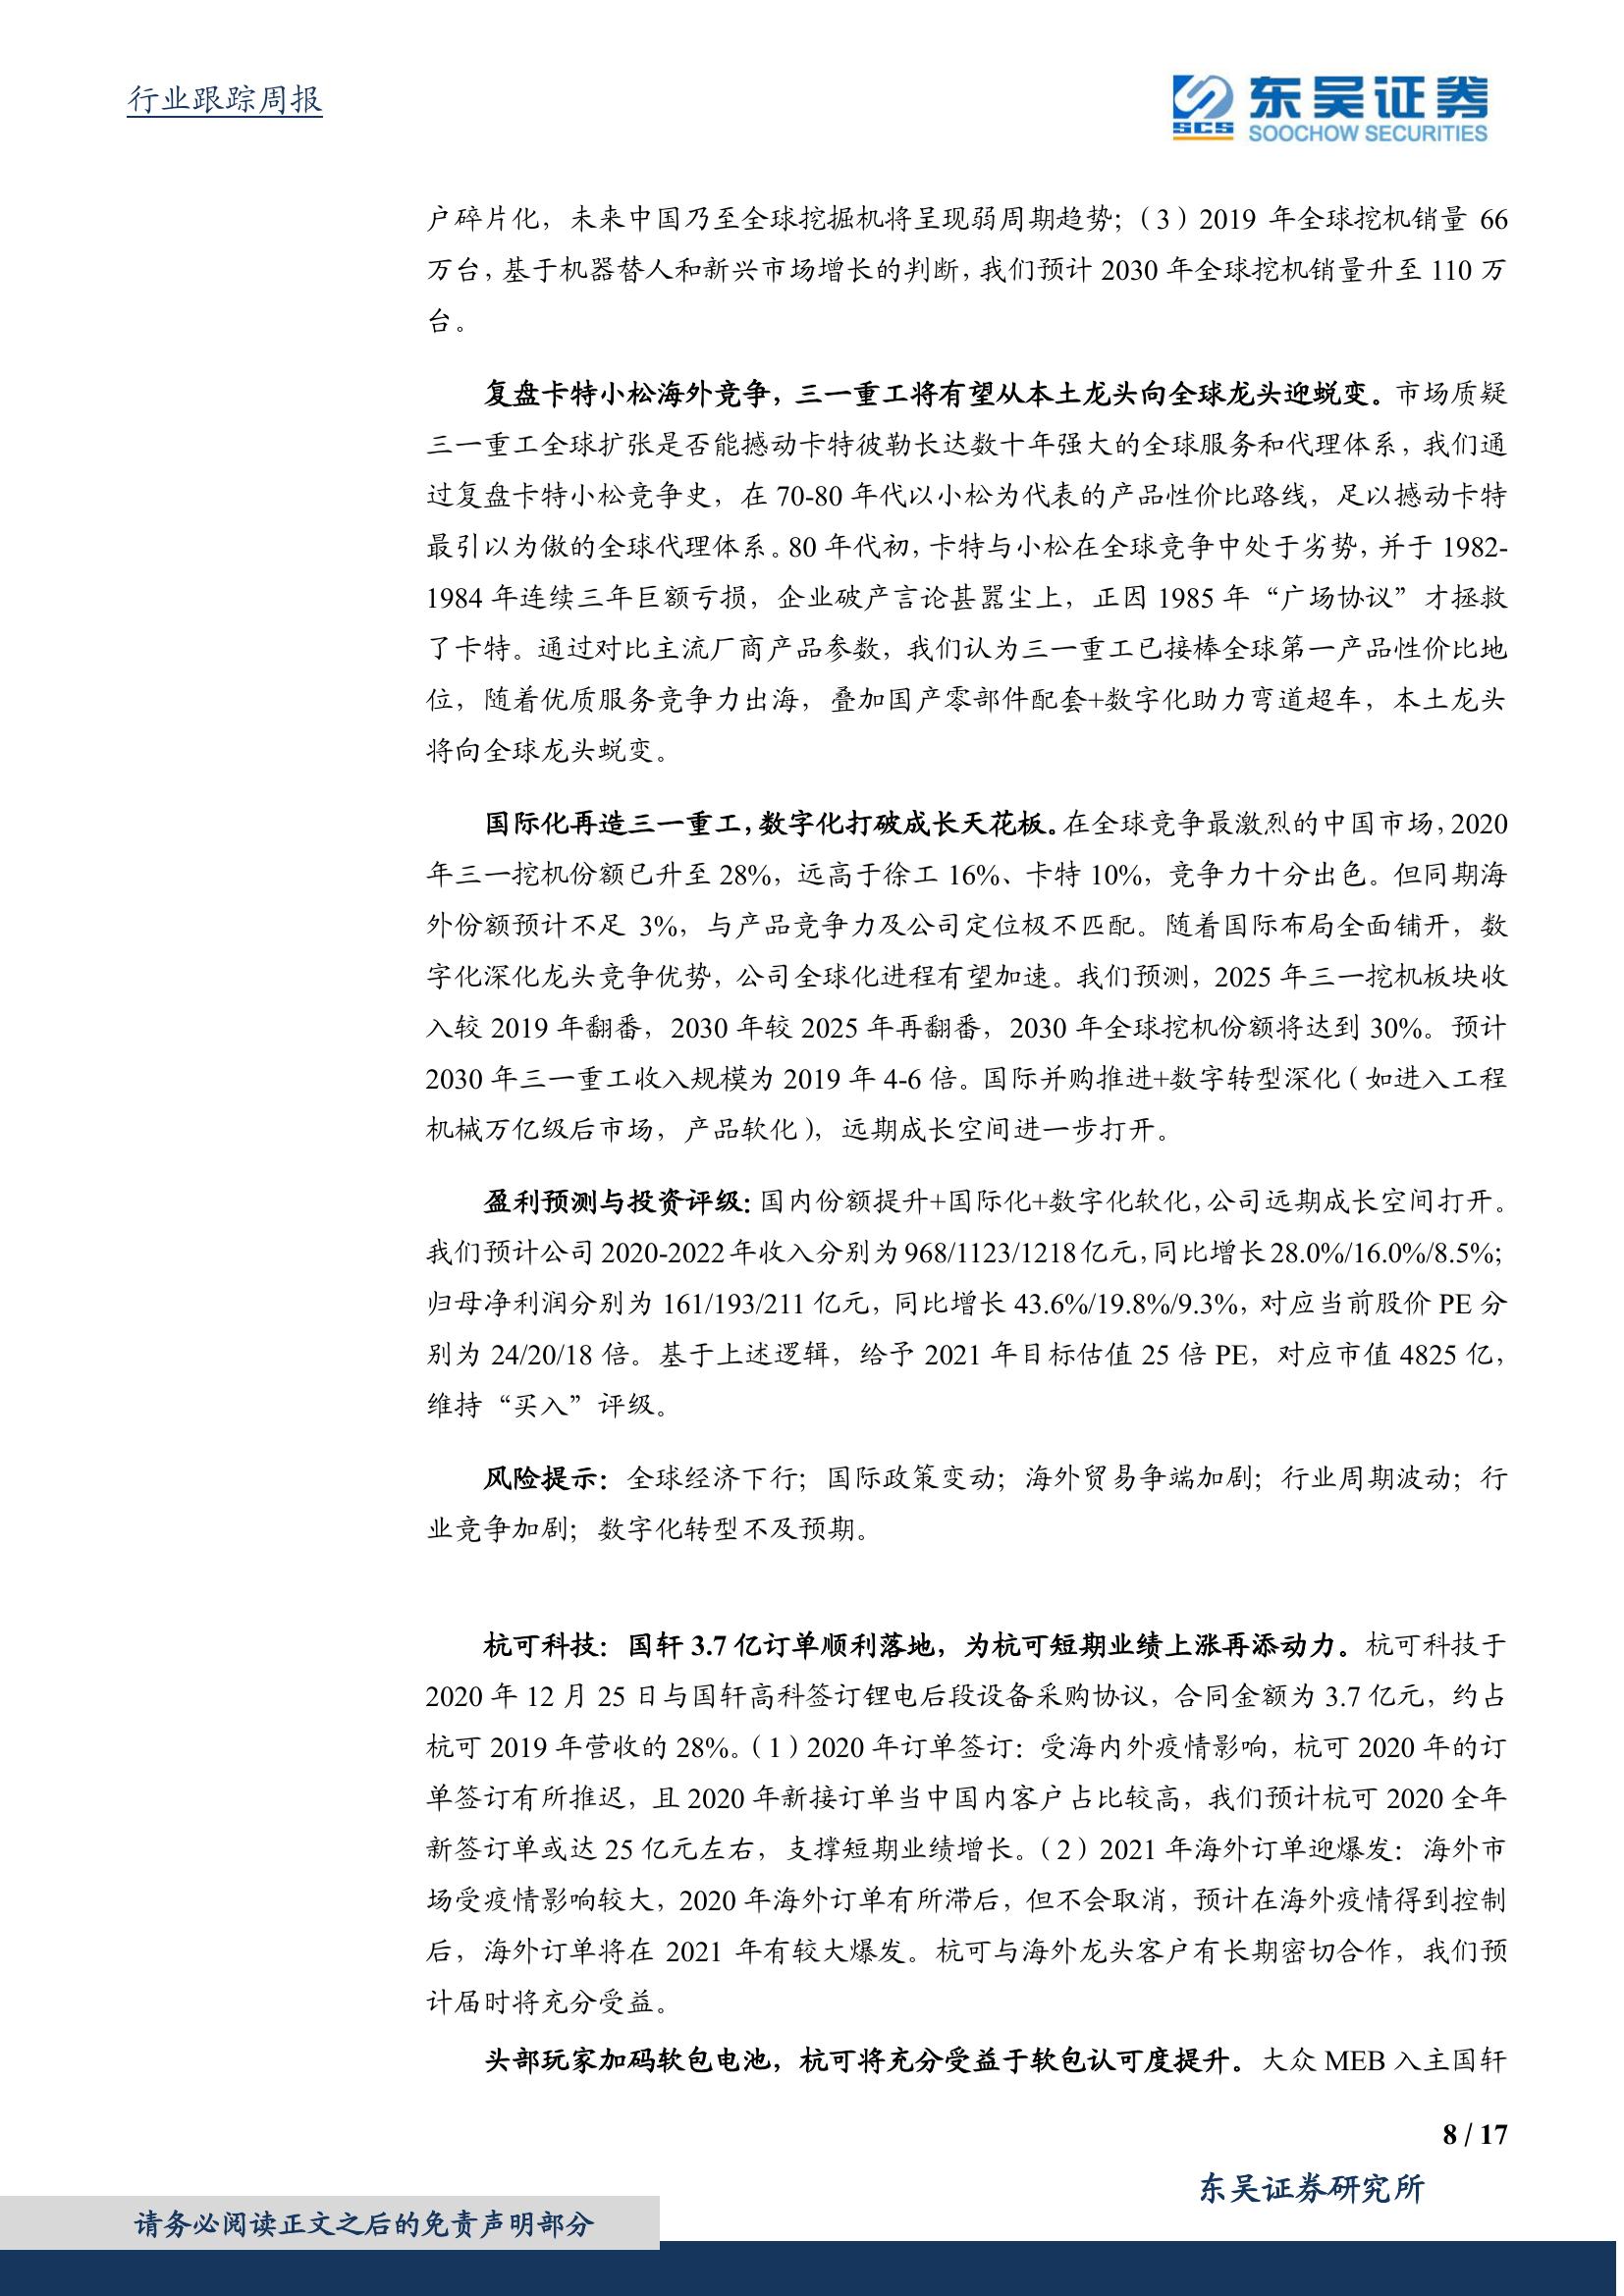 行业跟踪周报
东吴证券
SCS
SOOCHOW SECURITIES
户碎片化，未来中国乃至全球挖掘机将呈现弱周期趋势；（3）2019 年全球挖机销量 66
万台，基于机器替人和新兴市场增长的判断，我们预计 2030 年全球挖机销量升至 110 万
台。
复盘卡特小松海外竞争，三一重工将有望从本土龙头向全球龙头迎蜕变。市场质疑
三一重工全球扩张是否能撼动卡特彼勒长达数十年强大的全球服务和代理体系，我们通
过复盘卡特小松竞争史，在 70-80 年代以小松为代表的产品性价比路线，足以撼动卡特
最引以为傲的全球代理体系。80 年代初，卡特与小松在全球竞争中处于劣势，并于 1982-
1984 年连续三年巨额亏损，企业破产言论甚嚣尘上，正因 1985 年“广场协议”才拯救
了卡特。通过对比主流厂商产品参数，我们认为三一重工已接棒全球第一产品性价比地
位，随着优质服务竞争力出海，叠加国产零部件配套+数字化助力弯道超车，本土龙头
将向全球龙头蜕变。
国际化再造三一重工，数字化打破成长天花板。在全球竞争最激烈的中国市场，2020
年三一挖机份额已升至 28%，远高于徐工 16%、卡特 10%，竞争力十分出色。但同期海
外份额预计不足 3%，与产品竞争力及公司定位极不匹配。随着国际布局全面铺开，数
字化深化龙头竞争优势，公司全球化进程有望加速。我们预测，2025 年三一挖机板块收
入较 2019 年翻番，2030 年较 2025 年再翻番，2030 年全球挖机份额将达到 30%。预计
2030 年三一重工收入规模为 2019 年 4-6 倍。国际并购推进+数字转型深化（如进入工程
机械万亿级后市场，产品软化），远期成长空间进一步打开。
盈利预测与投资评级：国内份额提升+国际化+数字化软化，公司远期成长空间打开。
我们预计公司 2020-2022 年收入分别为 968/1123/1218 亿元，同比增长 28.0%/16.0%/8.5%；
归母净利润分别为 161/193/211 亿元，同比增长 43.6%/19.8%/9.3%，对应当前股价 PE 分
别为 24/20/18 倍。基于上述逻辑，给予 2021 年目标估值 25 倍 PE，对应市值 4825 亿，
维持“买入”评级。
风险提示：全球经济下行；国际政策变动；海外贸易争端加剧；行业周期波动；行
业竞争加剧；数字化转型不及预期。
杭可科技：国轩 3.7 亿订单顺利落地，为杭可短期业绩上涨再添动力。杭可科技于
2020 年 12 月 25 日与国轩高科签订锂电后段设备采购协议，合同金额为 3.7 亿元，约占
杭可 2019 年营收的 28%。（1）2020 年订单签订：受海内外疫情影响，杭可 2020 年的订
单签订有所推迟，且 2020 年新接订单当中国内客户占比较高，我们预计杭可 2020 全年
新签订单或达 25 亿元左右，支撑短期业绩增长。（2）2021 年海外订单迎爆发：海外市
场受疫情影响较大，2020 年海外订单有所滞后，但不会取消，预计在海外疫情得到控制
后，海外订单将在 2021 年有较大爆发。杭可与海外龙头客户有长期密切合作，我们预
计届时将充分受益。
头部玩家加码软包电池，杭可将充分受益于软包认可度提升。大众 MEB 入主国轩
8 / 17
东吴证券研究所
请务必阅读正文之后的免责声明部分